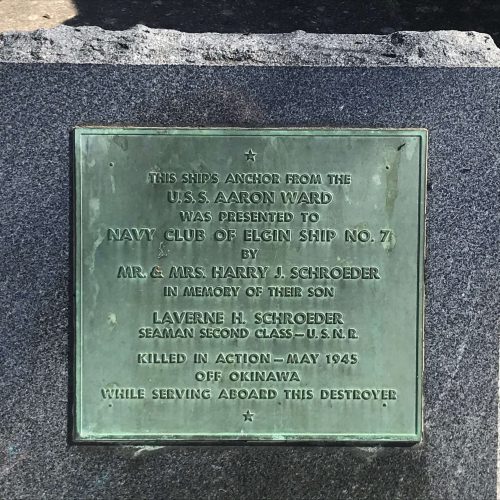 THIS SHIPS ANCHOR FROM THE
U.S.S. AARON WARD
WAS PRESENTED TO
NAVY CLUB OF ELGIN SHIP NO. 7
BY
MR. & MRS. HARRY J. SCHROEDER
IN MEMORY OF THEIR SON
LAVERNE H. SCHROEDER
SEAMAN SECOND CLASS — U.S.N.R.
KILLED IN ACTION — MAY 1945
OFF OKINAWA
WHILE SERVING ABOARD THIS DESTROYER